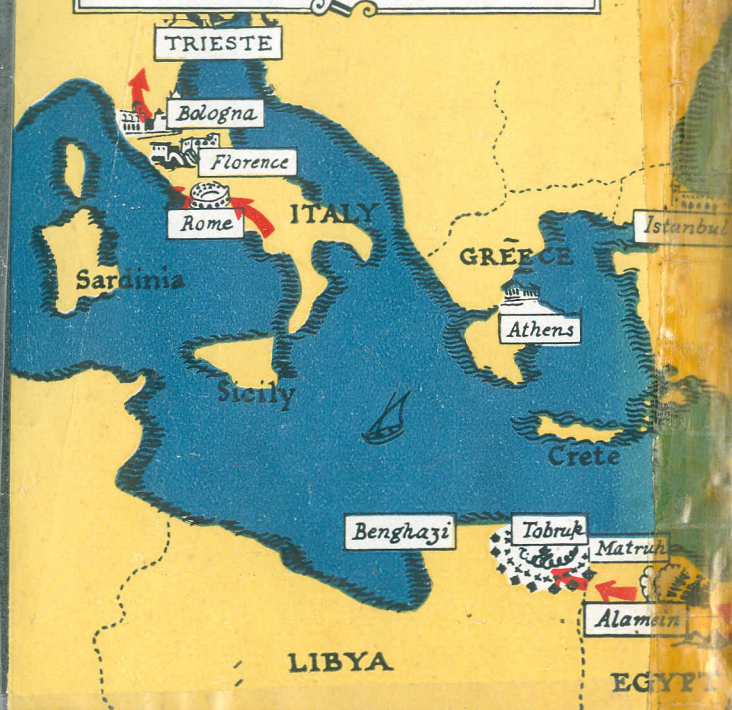 TRIESTE
Bologna
Florence
Rome
ITALY
Istanbul
GREECE
Sardinia
Athens
Sicily
Crete
Benghazi
Tobruk
Matruh
Alamein
LIBYA
EGYPT